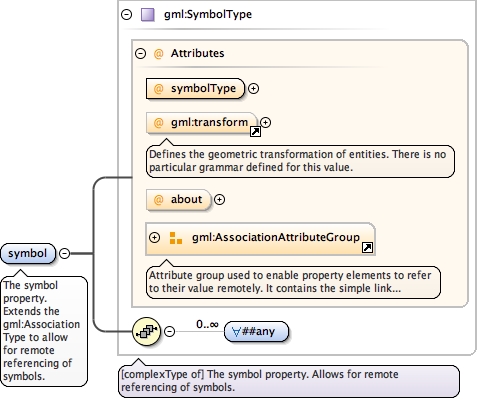 gml:SymbolType
Attributes
@ symbolType
@ gml:transform
Defines the geometric transformation of entities. There is no
particular grammar defined for this value.
@ about
gml:AssociationAttributeGroup
Attribute group used to enable property elements to refer
to their value remotely. It contains the simple link...
symbol
The symbol
property.
Extends the
gml:Association
Type to allow
for remote
referencing of
symbols.
0..∞
∀##any
[complexType of] The symbol property. Allows for remote
referencing of symbols.